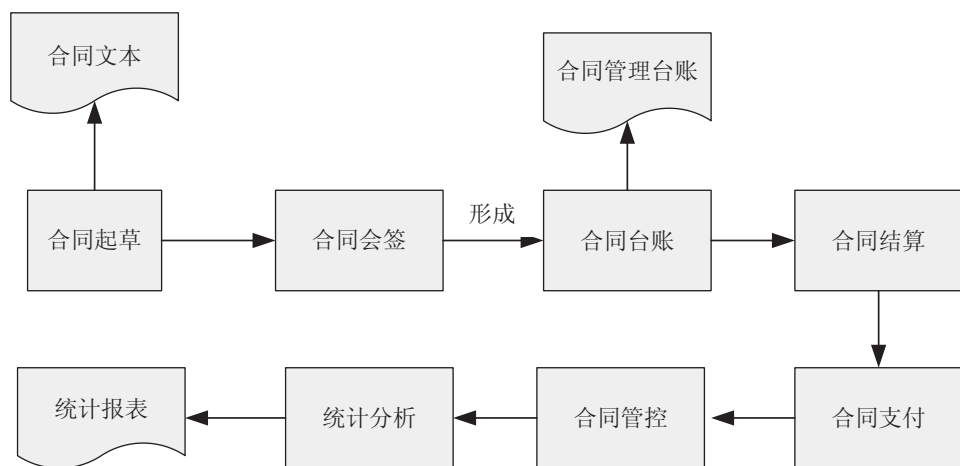 合同文本
合同管理台账
合同起草
合同会签
形成
合同台账
合同结算
统计报表
统计分析
合同管控
合同支付